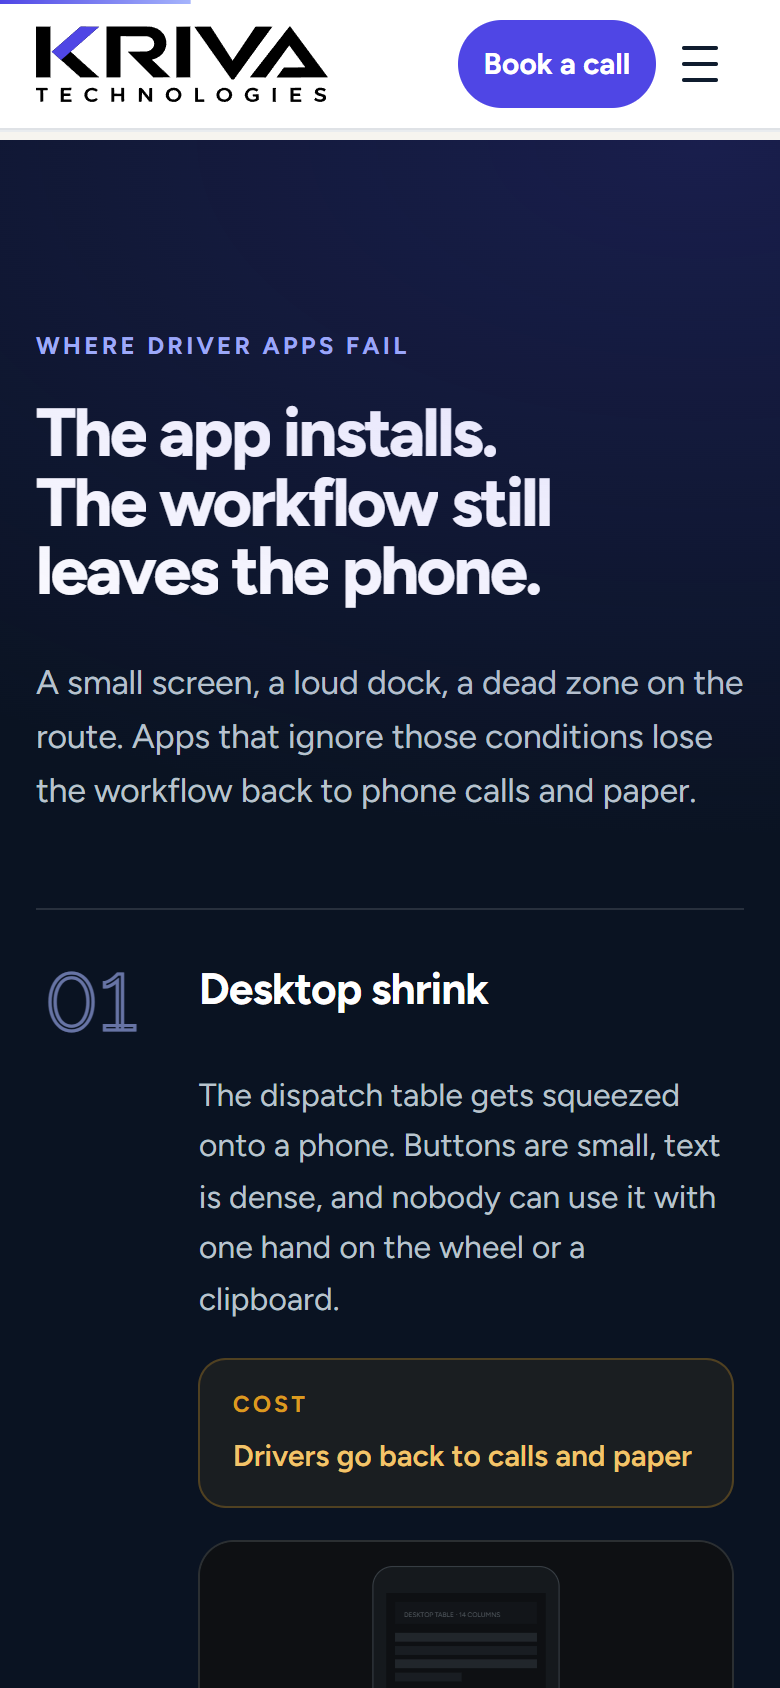 KRIVA
TECHNOLOGIES
Book a call
WHERE DRIVER APPS FAIL
The app installs.
The workflow still
leaves the phone.
A small screen, a loud dock, a dead zone on the
route. Apps that ignore those conditions lose
the workflow back to phone calls and paper.
01
Desktop shrink
The dispatch table gets squeezed
onto a phone. Buttons are small, text
is dense, and nobody can use it with
one hand on the wheel or a
clipboard.
COST
Drivers go back to calls and paper
DESKTOP TABLE · 14 COLUMNS